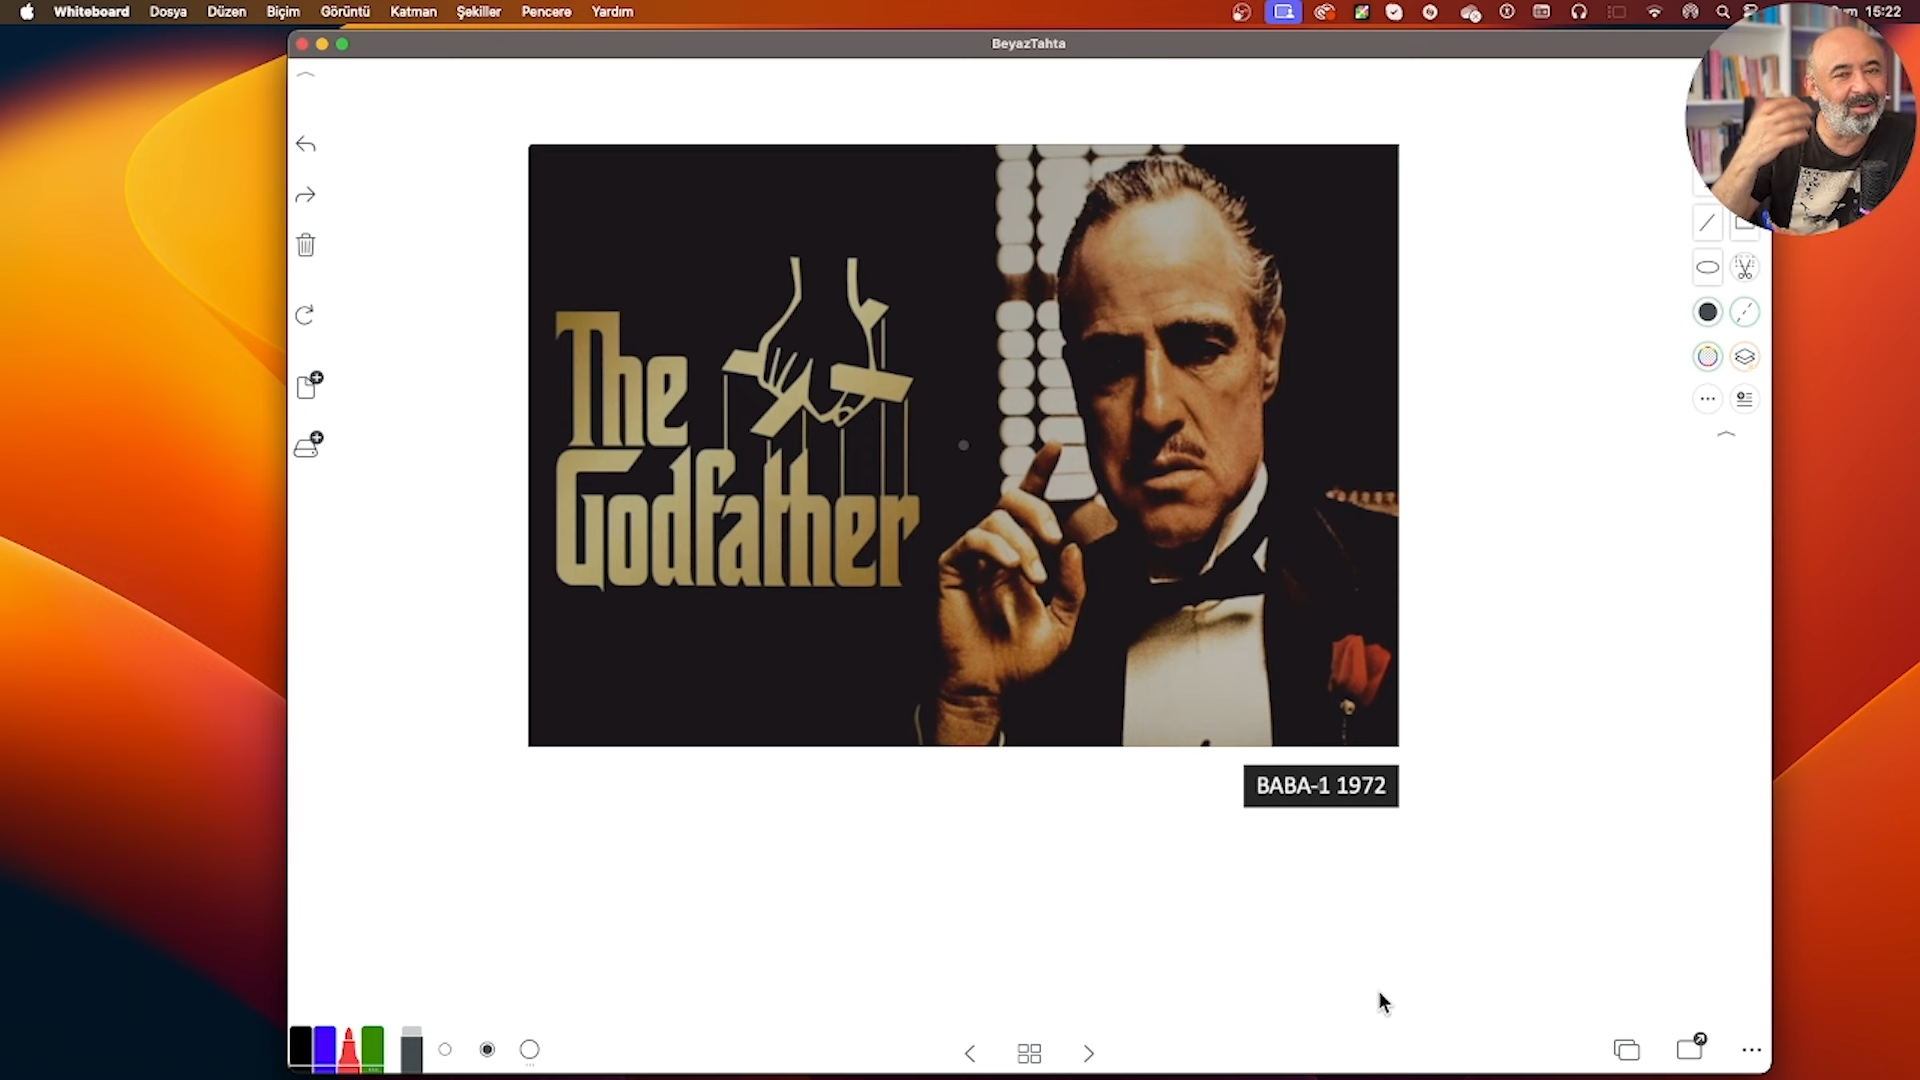 Whiteboard Dosya Düzen Biçim Görüntü Katman Şekiller Pencere Yardım
15:22
BeyazTahta
The
Godfather
BABA-1 1972